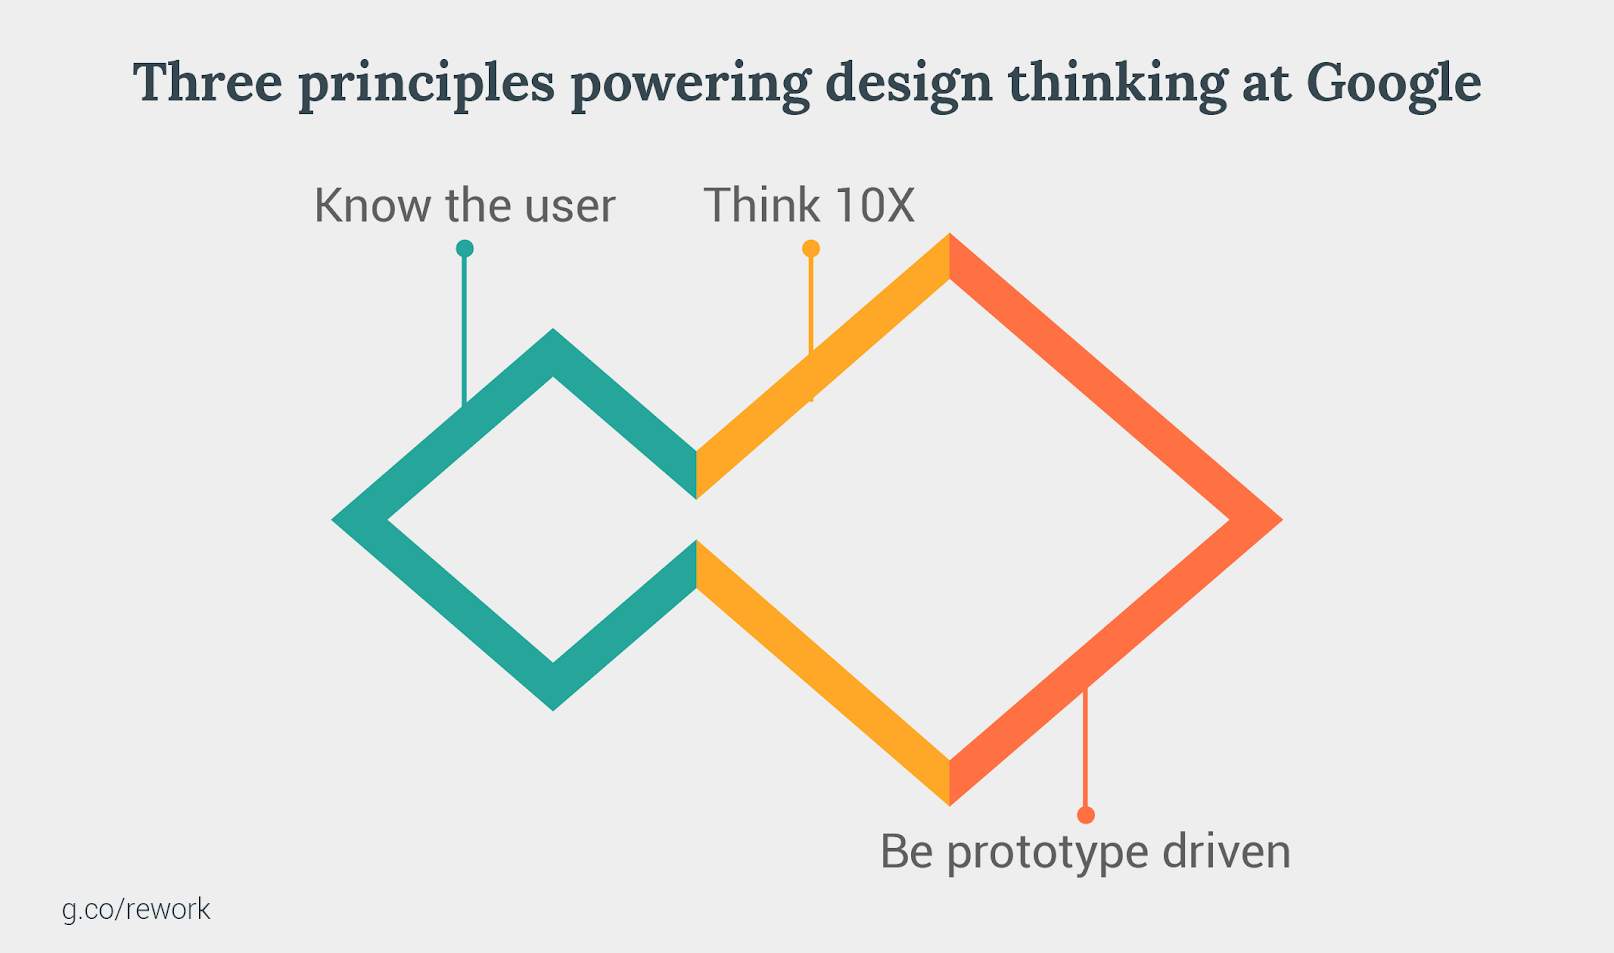 Three principles powering design thinking at Google
Know the user
Think 10X
Be prototype driven
g.co/rework